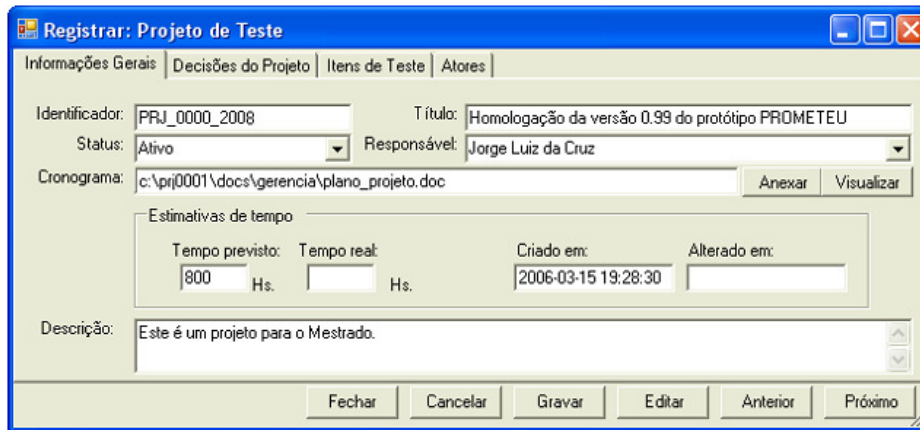 Registrar: Projeto de Teste
Informações Gerais Decisões do Projeto Itens de Teste Atores
Identificador: PRJ_0000_2008 Título: Homologação da versão 0.99 do protótipo PROMETEU
Status: Ativo Responsável: Jorge Luiz da Cruz
Cronograma: c:\prj0001\docs\gerencia\plano_projeto.doc Anexar Visualizar
Estimativas de tempo
Tempo previsto: Tempo real: Criado em: Alterado em:
800 Hs. Hs. 2006-03-15 19:28:30
Descrição: Este é um projeto para o Mestrado.
Fechar Cancelar Gravar Editar Anterior Próximo